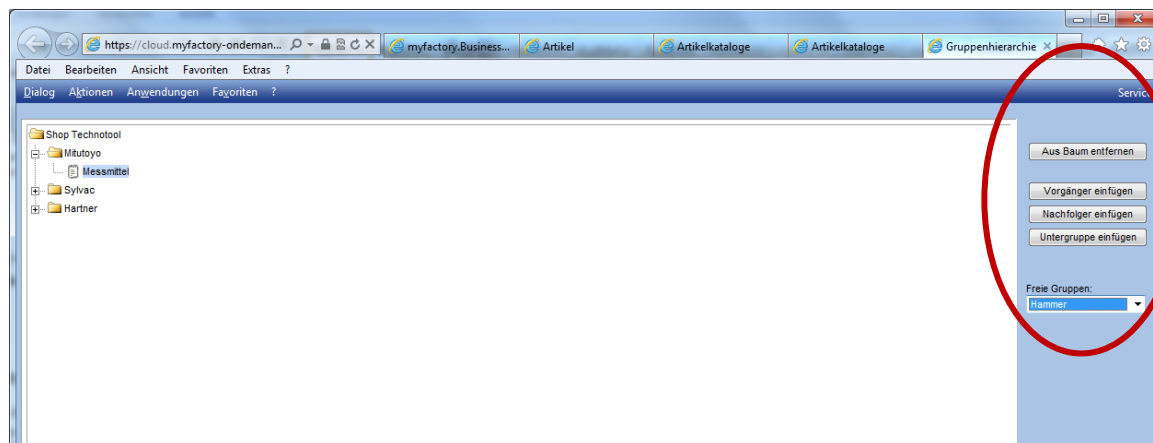 https://cloud.myfactory-ondeman...
myfactory.Business...
Artikel
Artikelkataloge
Artikelkataloge
Gruppenhierarchie
Datei Bearbeiten Ansicht Favoriten Extras ?
Dialog Aktionen Anwendungen Favoriten ?
Service
Shop Technotool
Mitutoyo
Messmittel
Sylvac
Hartner
Aus Baum entfernen
Vorgänger einfügen
Nachfolger einfügen
Untergruppe einfügen
Freie Gruppen:
Hammer